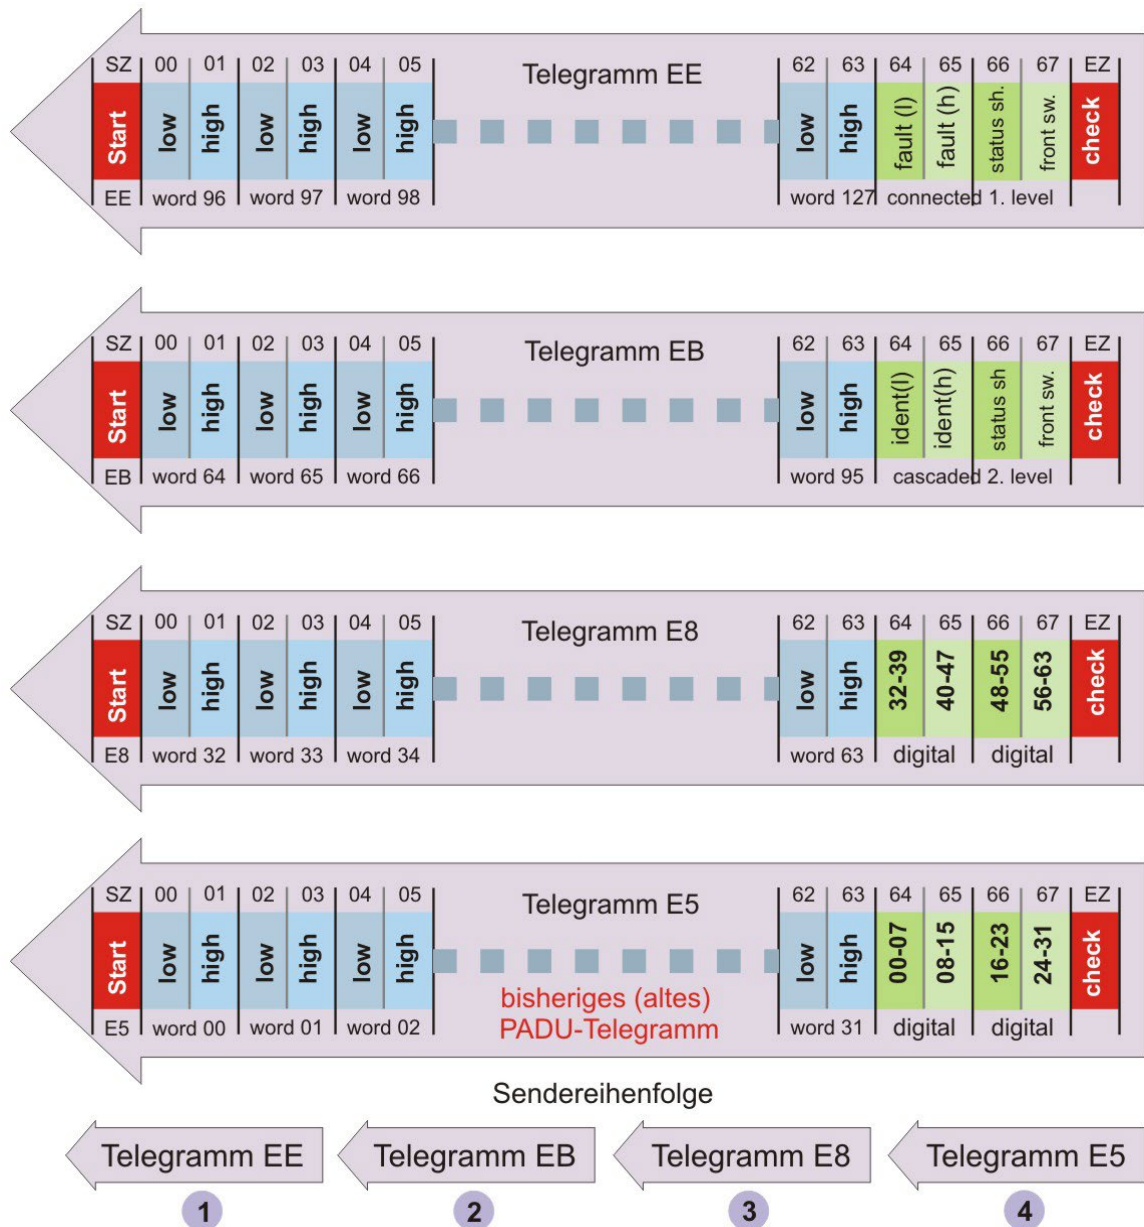 Telegramm EE
SZ 00 01 02 03 04 05 62 63 64 65 66 67 EZ
Start low high low high low high low high fault (l) fault (h) status sh. front sw. check
EE word 96 word 97 word 98 word 127 connected 1. level
Telegramm EB
SZ 00 01 02 03 04 05 62 63 64 65 66 67 EZ
Start low high low high low high low high ident(l) ident(h) status sh front sw. check
EB word 64 word 65 word 66 word 95 cascaded 2. level
Telegramm E8
SZ 00 01 02 03 04 05 62 63 64 65 66 67 EZ
Start low high low high low high low high 32-39 40-47 48-55 56-63 check
E8 word 32 word 33 word 34 word 63 digital digital
Telegramm E5
SZ 00 01 02 03 04 05 62 63 64 65 66 67 EZ
Start low high low high low high low high 00-07 08-15 16-23 24-31 check
bisheriges (altes)
PADU-Telegramm
E5 word 00 word 01 word 02 word 31 digital digital
Sendereihenfolge
Telegramm EE Telegramm EB Telegramm E8 Telegramm E5
1 2 3 4